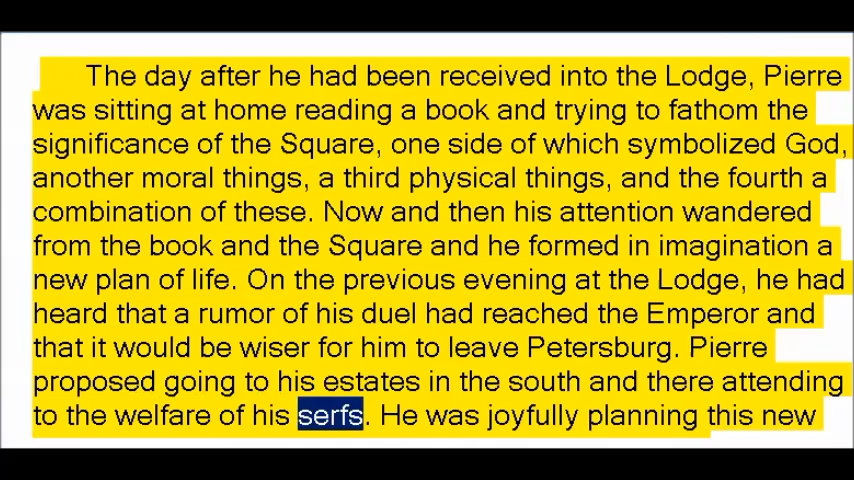 The day after he had been received into the Lodge, Pierre
was sitting at home reading a book and trying to fathom the
significance of the Square, one side of which symbolized God,
another moral things, a third physical things, and the fourth a
combination of these. Now and then his attention wandered
from the book and the Square and he formed in imagination a
new plan of life. On the previous evening at the Lodge, he had
heard that a rumor of his duel had reached the Emperor and
that it would be wiser for him to leave Petersburg. Pierre
proposed going to his estates in the south and there attending
to the welfare of his serfs. He was joyfully planning this new